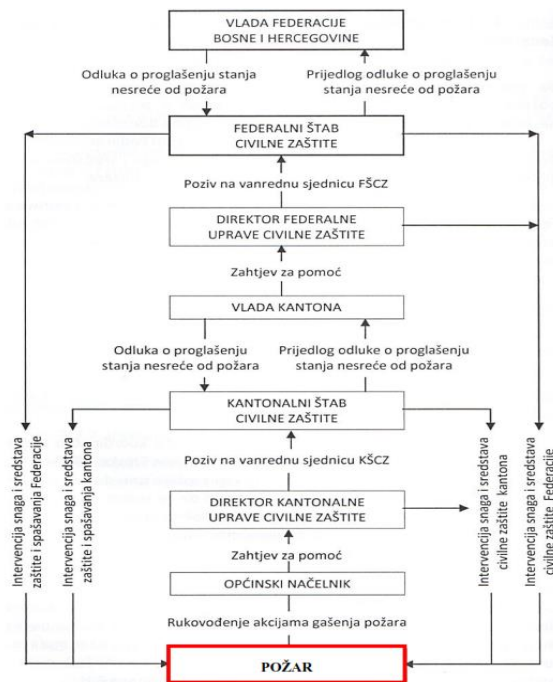 VLADA FEDERACIJE
BOSNE I HERCEGOVINE
Odluka o proglašenju stanja
nesreće od požara
Prijedlog odluke o proglašenju
stanja nesreće od požara
FEDERALNI ŠTAB
CIVILNE ZAŠTITE
Poziv na vanrednu sjednicu FŠCZ
DIREKTOR FEDERALNE
UPRAVE CIVILNE ZAŠTITE
Zahtjev za pomoć
VLADA KANTONA
Odluka o proglašenju
stanja nesreće od požara
Prijedlog odluke o proglašenju
stanja nesreće od požara
KANTONALNI ŠTAB
CIVILNE ZAŠTITE
Poziv na vanrednu sjednicu KŠCZ
DIREKTOR KANTONALNE
UPRAVE CIVILNE ZAŠTITE
Zahtjev za pomoć
OPĆINSKI NAČELNIK
Rukovođenje akcijama gašenja požara
POŽAR
Intervencija snaga i sredstava
zaštite i spašavanja Federacije
Intervencija snaga i sredstava
zaštite i spašavanja kantona
Intervencija snaga i sredstava
civilne zaštite kantona
Intervencija snaga i sredstava
civilne zaštite Federacije